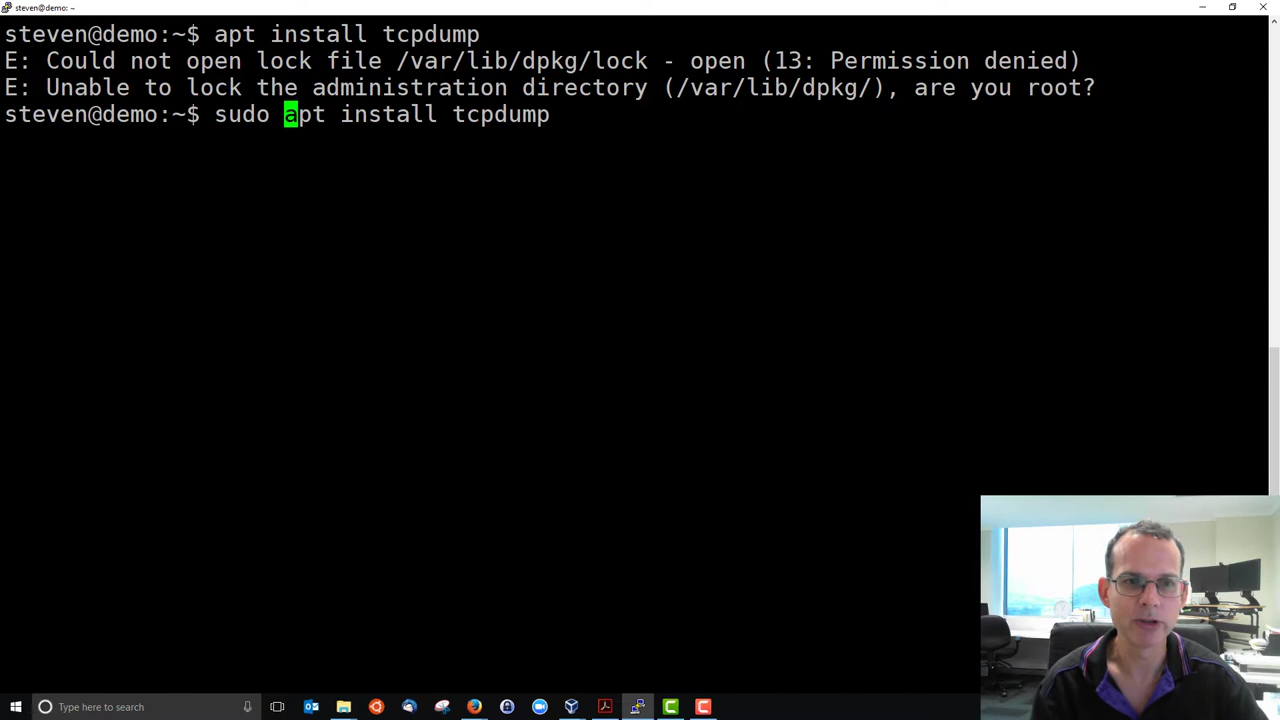 steven@demo: ~
steven@demo:~$ apt install tcpdump
E: Could not open lock file /var/lib/dpkg/lock - open (13: Permission denied)
E: Unable to lock the administration directory (/var/lib/dpkg/), are you root?
steven@demo:~$ sudo apt install tcpdump
Type here to search